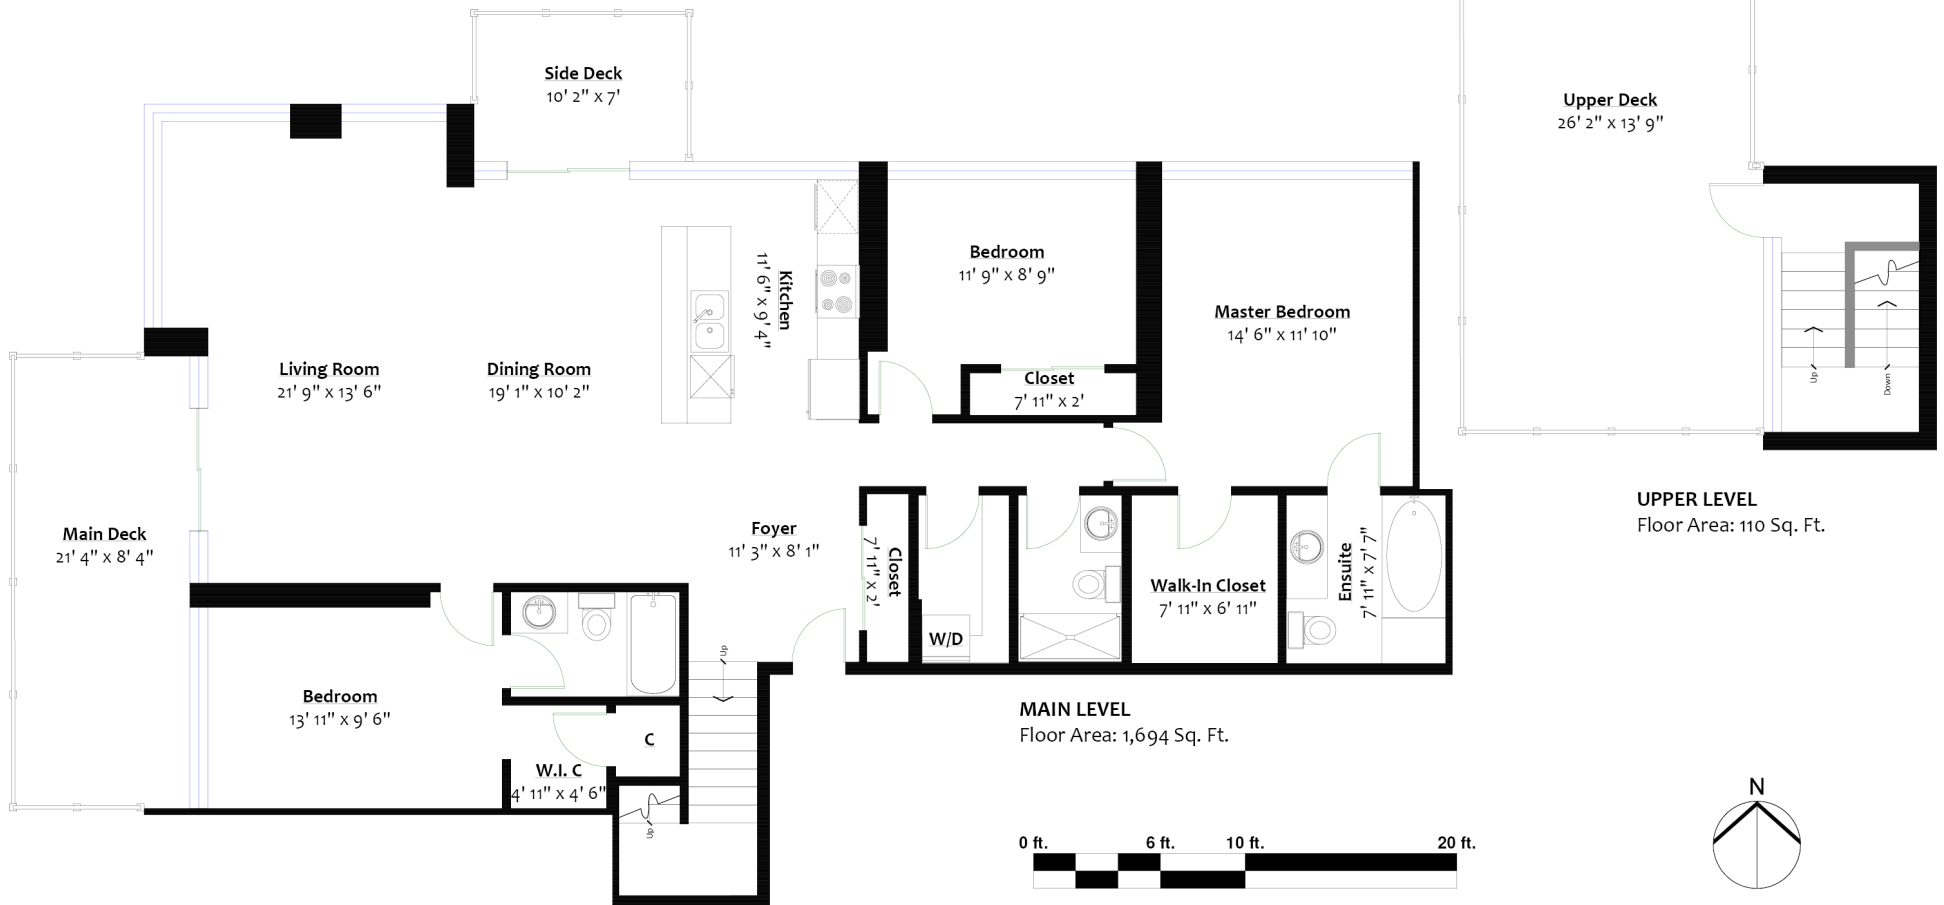 Side Deck
10' 2" x 7'
Upper Deck
26' 2" x 13' 9"
Bedroom
11' 9" x 8' 9"
Kitchen
11' 6" x 9' 4"
Master Bedroom
14' 6" x 11' 10"
Living Room
21' 9" x 13' 6"
Dining Room
19' 1" x 10' 2"
Closet
7' 11" x 2'
Up
Down
Main Deck
21' 4" x 8' 4"
Foyer
11' 3" x 8' 1"
Closet
7' 11" x 2'
W/D
Walk-In Closet
7' 11" x 6' 11"
Ensuite
7' 11" x 7' 7"
UPPER LEVEL
Floor Area: 110 Sq. Ft.
Up
Bedroom
13' 11" x 9' 6"
C
W.I. C
4' 11" x 4' 6"
Up
MAIN LEVEL
Floor Area: 1,694 Sq. Ft.
N
0 ft. 6 ft. 10 ft. 20 ft.